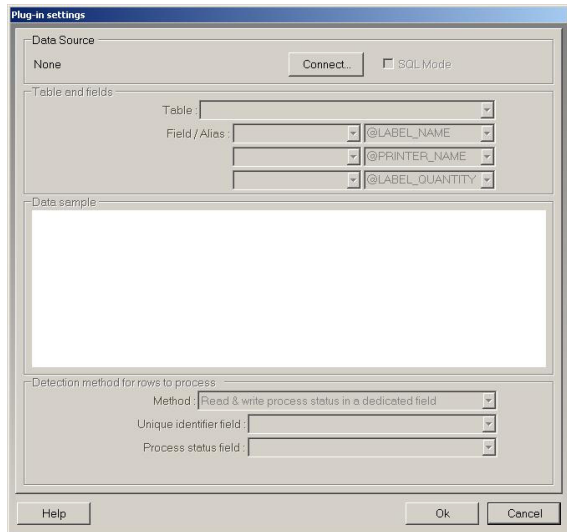 Plug-in settings
Data Source
None
Connect...
SQL Mode
Table and fields
Table :
Field / Alias :
@LABEL_NAME
@PRINTER_NAME
@LABEL_QUANTITY
Data sample
Detection method for rows to process
Method : Read & write process status in a dedicated field
Unique identifier field :
Process status field :
Help
Ok
Cancel